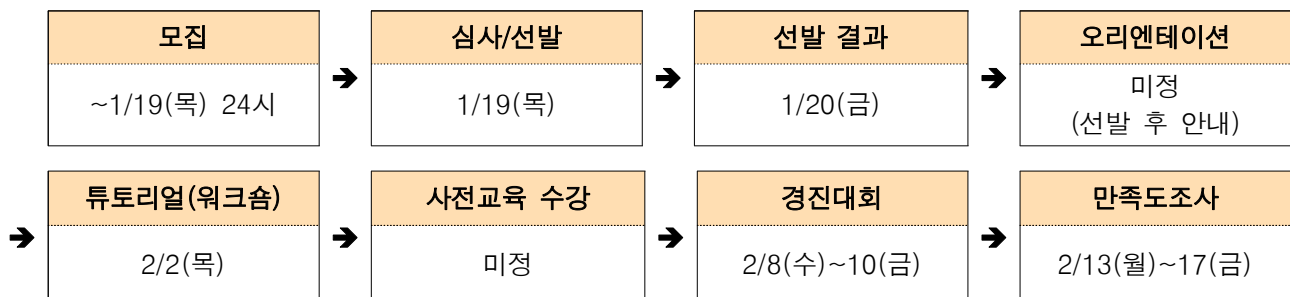 모집
~1/19(목) 24시
➔
심사/선발
1/19(목)
➔
선발 결과
1/20(금)
➔
오리엔테이션
미정
(선발 후 안내)
➔
튜토리얼(워크숍)
2/2(목)
➔
사전교육 수강
미정
➔
경진대회
2/8(수)~10(금)
➔
만족도조사
2/13(월)~17(금)